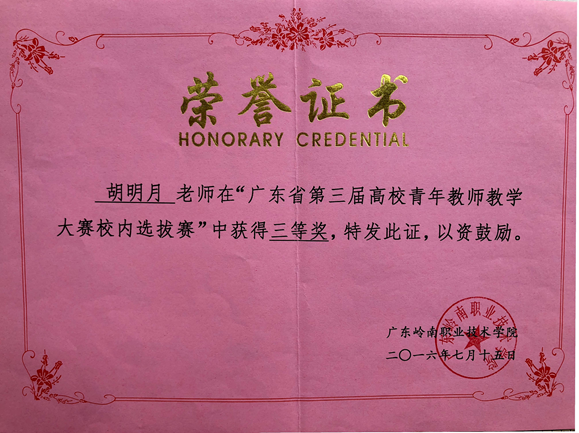 荣誉证书
HONORARY CREDENTIAL
胡明月 老师在“广东省第三届高校青年教师教学
大赛校内选拔赛”中获得三等奖，特发此证，以资鼓励。
广东岭南职业技术学院
二〇一六年七月十五日